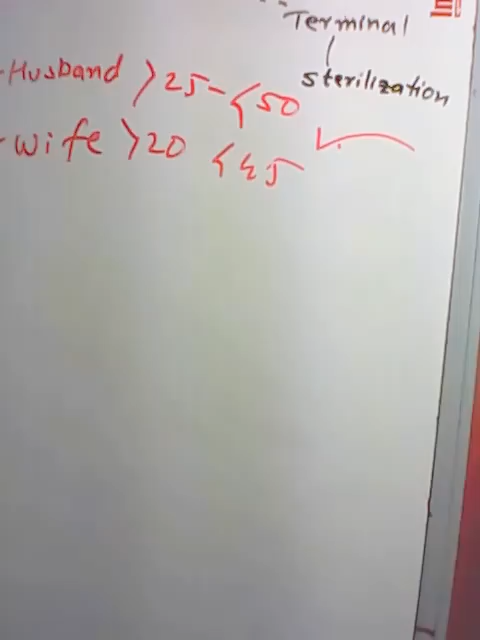 Terminal
sterilization
- Husband >25 - <50
- Wife >20 <45